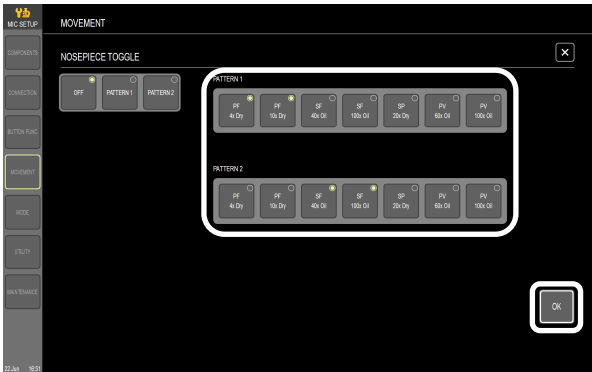 MIC SETUP
MOVEMENT
COMPONENTS
CONNECTION
BUTTON FUNC
MOVEMENT
MODE
UTILITY
MAINTENANCE
22.Jun 16:51
NOSEPIECE TOGGLE
OFF PATTERN 1 PATTERN 2
PATTERN 1
PF PF SF SF SP PV PV
4x Dry 10x Dry 40x Oil 100x Oil 20x Dry 60x Oil 100x Oil
PATTERN 2
PF PF SF SF SP PV PV
4x Dry 10x Dry 40x Oil 100x Oil 20x Dry 60x Oil 100x Oil
OK